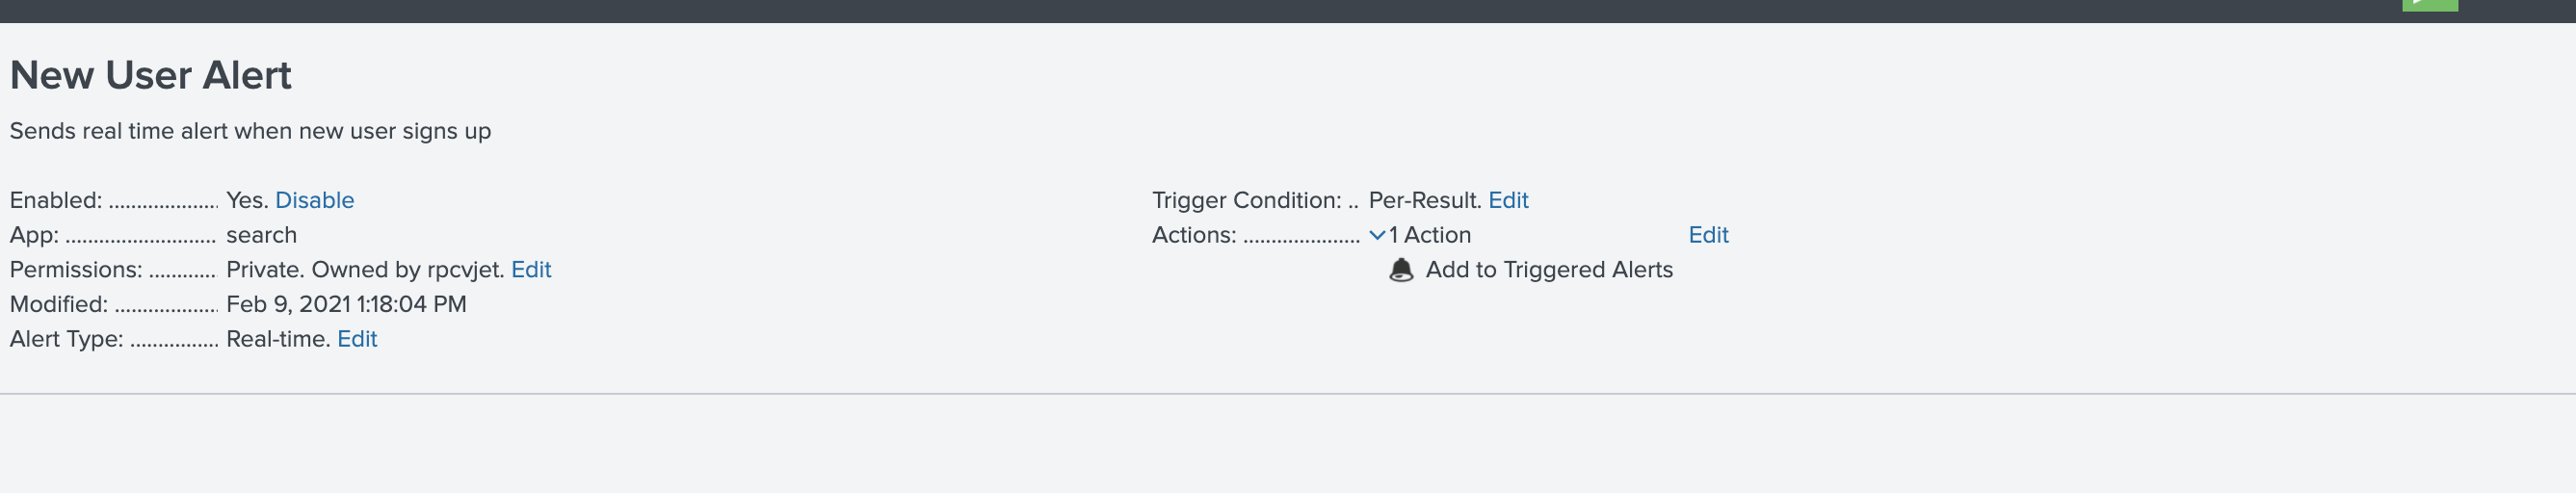 New User Alert
Sends real time alert when new user signs up
Enabled: ................... Yes. Disable
App: ........................... search
Permissions: ............ Private. Owned by rpcvjet. Edit
Modified: .................. Feb 9, 2021 1:18:04 PM
Alert Type: ............... Real-time. Edit
Trigger Condition: .. Per-Result. Edit
Actions: ..................... 1 Action Edit
Add to Triggered Alerts